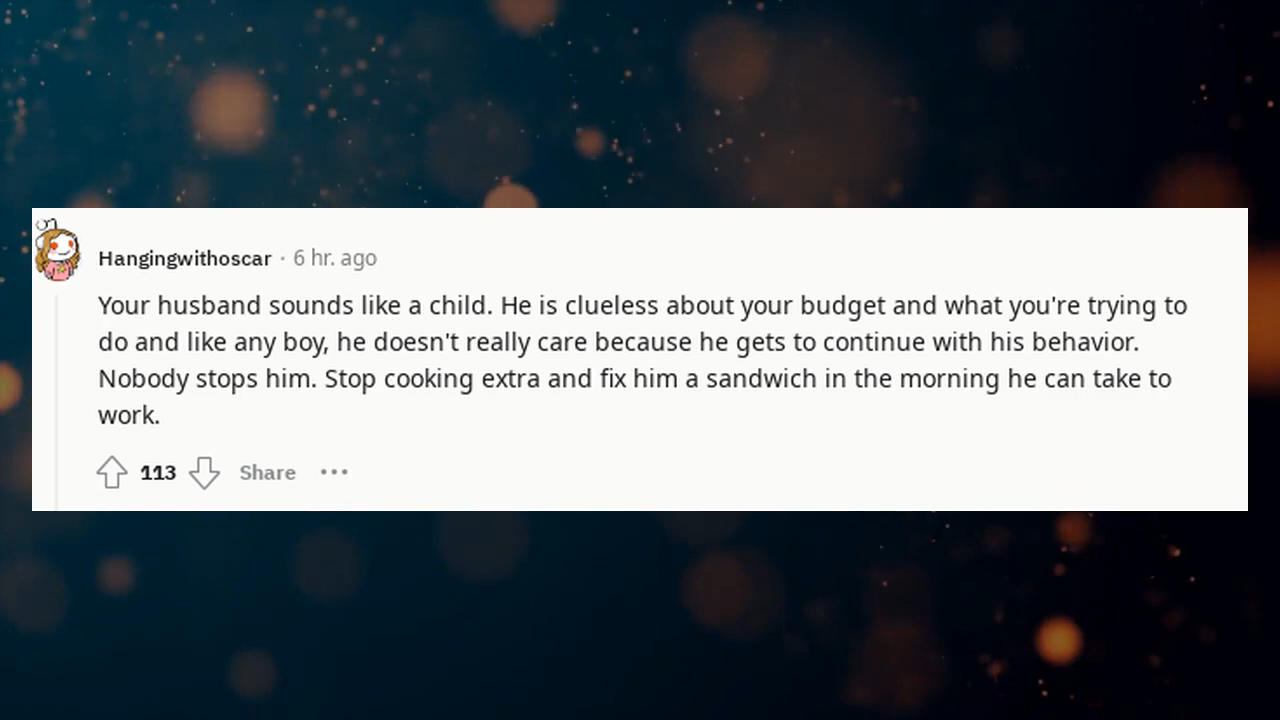 Hangingwithoscar · 6 hr. ago
Your husband sounds like a child. He is clueless about your budget and what you're trying to
do and like any boy, he doesn't really care because he gets to continue with his behavior.
Nobody stops him. Stop cooking extra and fix him a sandwich in the morning he can take to
work.
113 Share •••